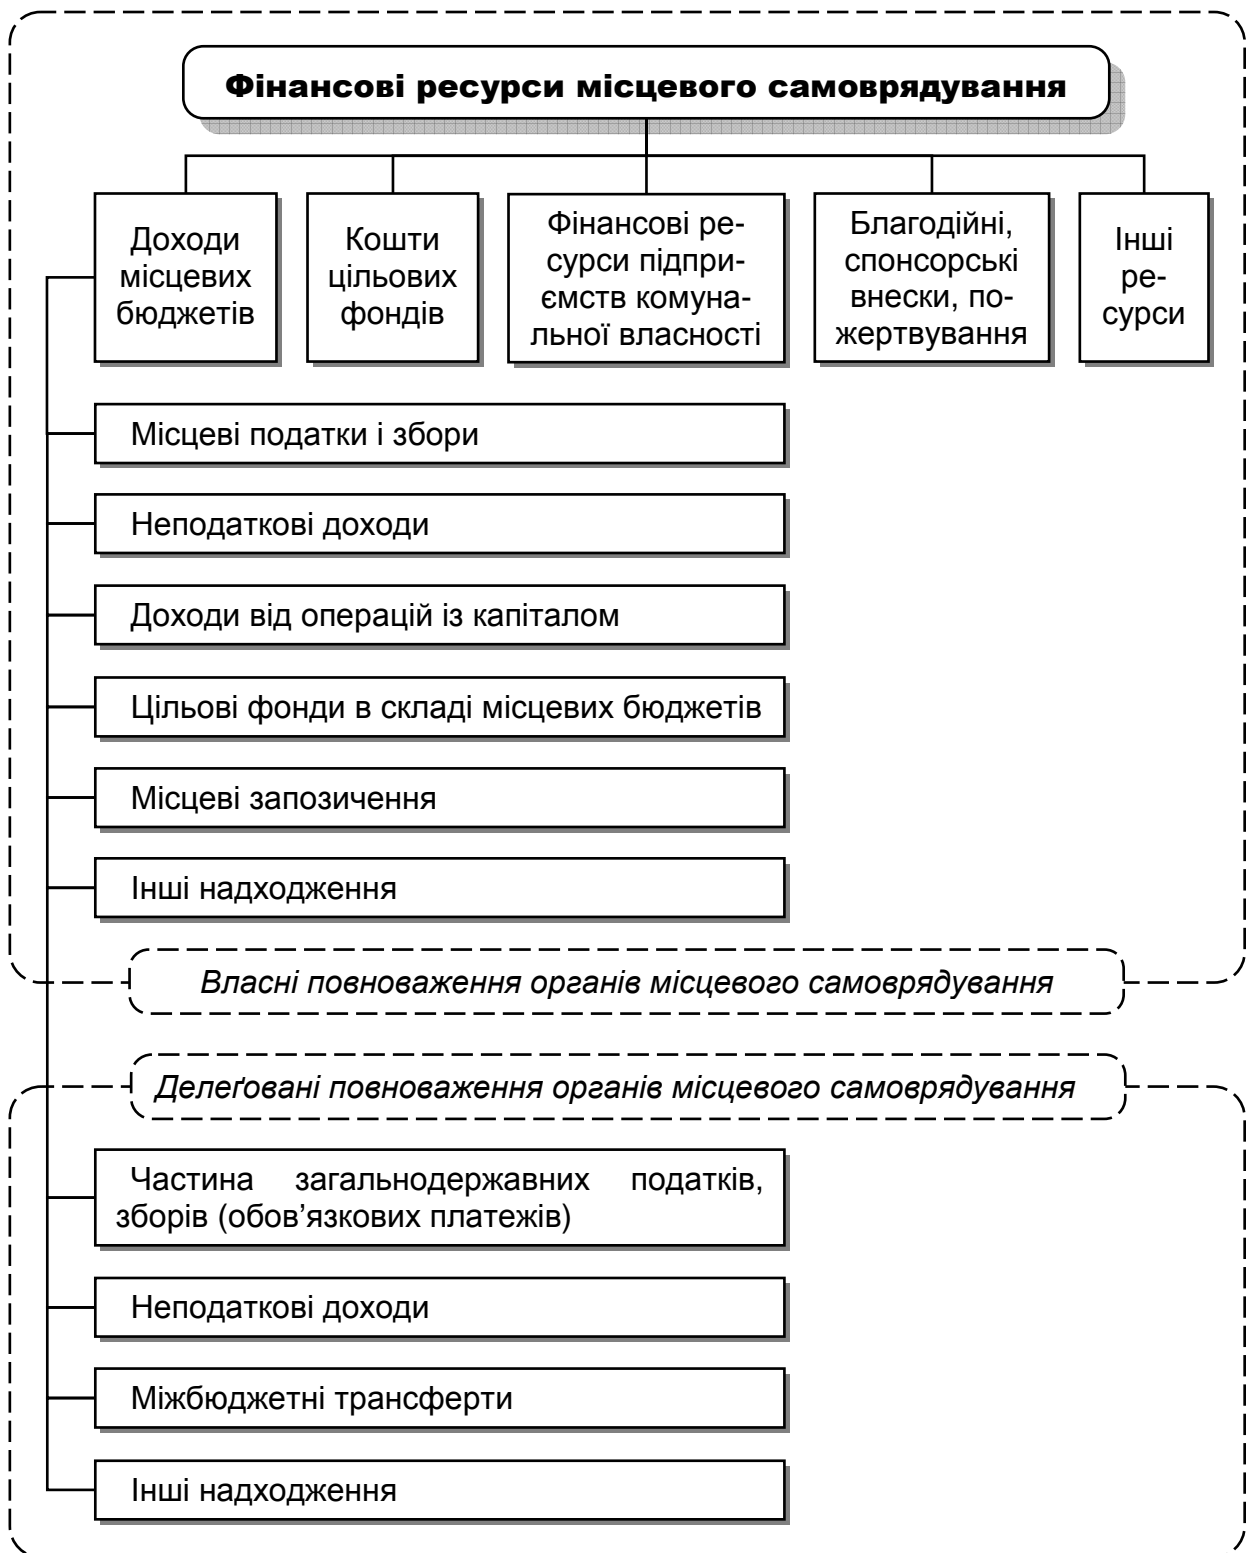 Фінансові ресурси місцевого самоврядування
Доходи
місцевих
бюджетів
Кошти
цільових
фондів
Фінансові ре-
сурси підпри-
ємств комуна-
льної власності
Благодійні,
спонсорські
внески, по-
жертвування
Інші
ре-
сурси
Місцеві податки і збори
Неподаткові доходи
Доходи від операцій із капіталом
Цільові фонди в складі місцевих бюджетів
Місцеві запозичення
Інші надходження
Власні повноваження органів місцевого самоврядування
Делеґовані повноваження органів місцевого самоврядування
Частина загальнодержавних податків,
зборів (обов’язкових платежів)
Неподаткові доходи
Міжбюджетні трансферти
Інші надходження